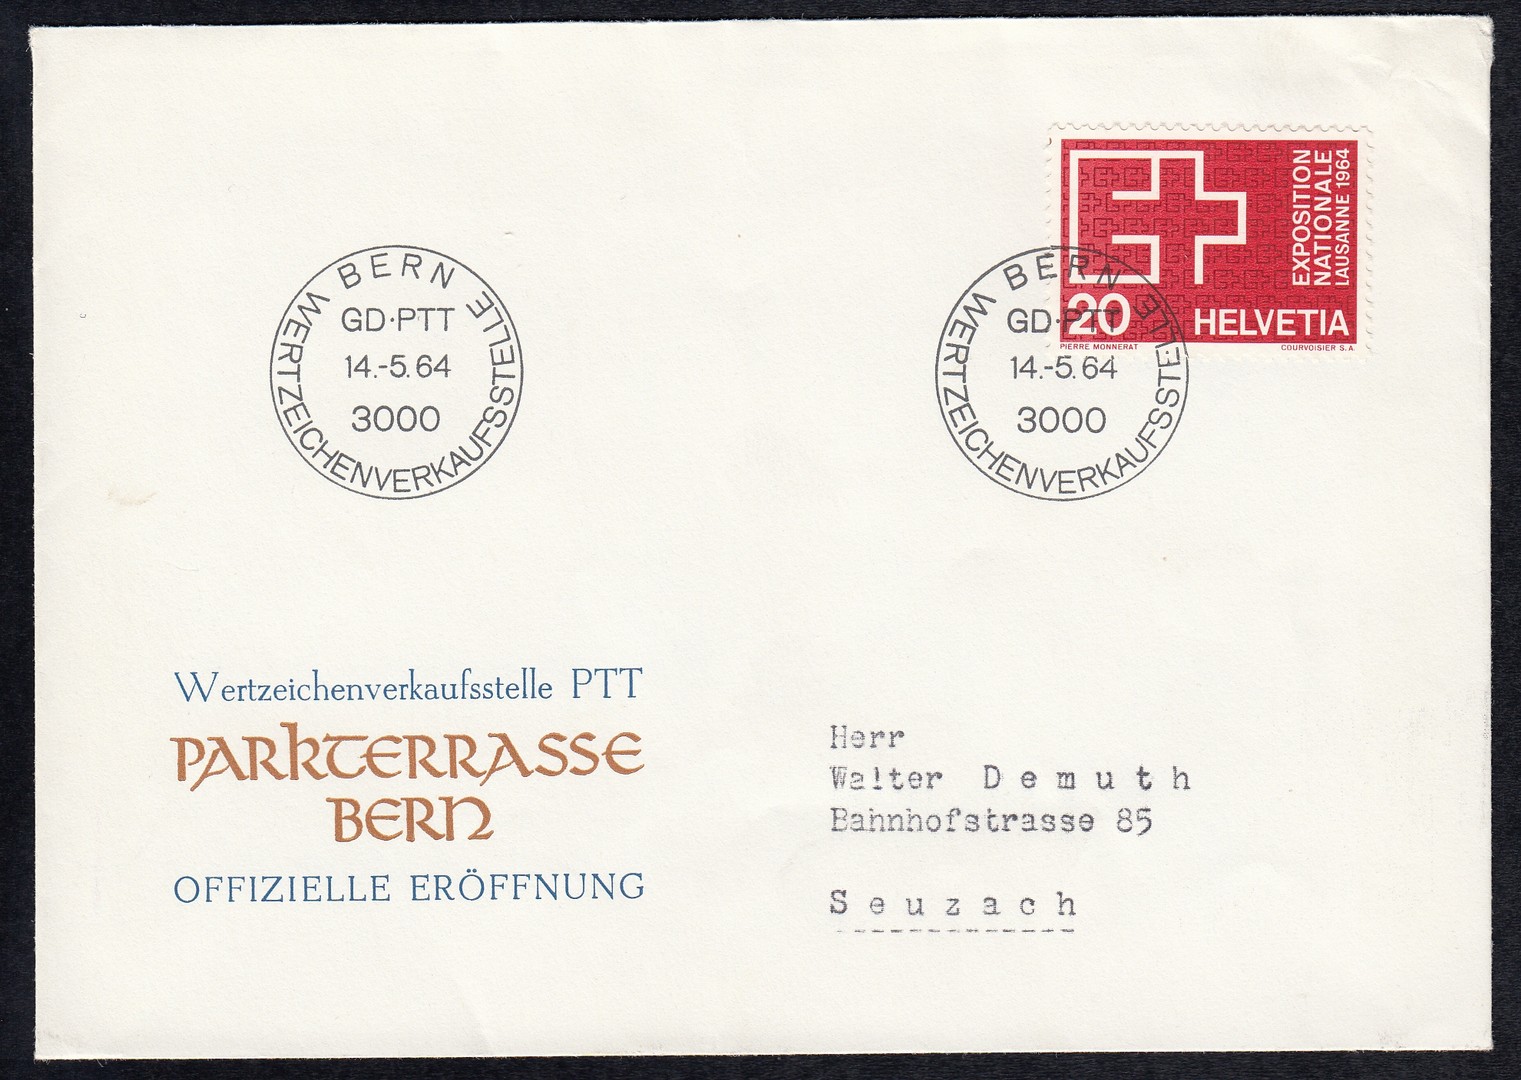 EXPOSITION
NATIONALE
LAUSANNE 1964
20 HELVETIA
PIERRE MONNERAT COURVOISIER S.A.
BERN
GD·PTT
14.-5.64
3000
WERTZEICHENVERKAUFSSTELLE
BERN
GD·PTT
14.-5.64
3000
WERTZEICHENVERKAUFSSTELLE
Wertzeichenverkaufsstelle PTT
PARKTERRASSE
BERN
OFFIZIELLE ERÖFFNUNG
Herr
Walter Demuth
Bahnhofstrasse 85
Seuzach